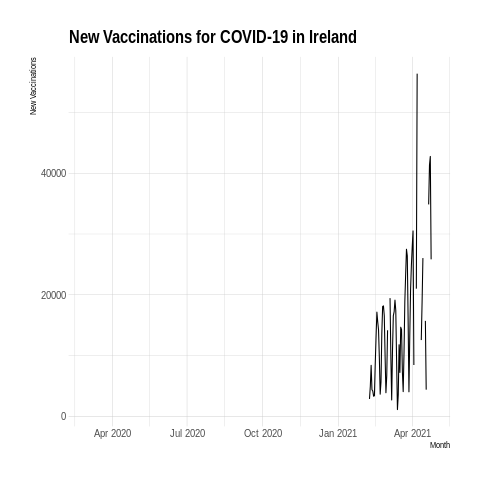 New Vaccinations for COVID-19 in Ireland
New Vaccinations
40000
20000
0
Apr 2020
Jul 2020
Oct 2020
Jan 2021
Apr 2021
Month